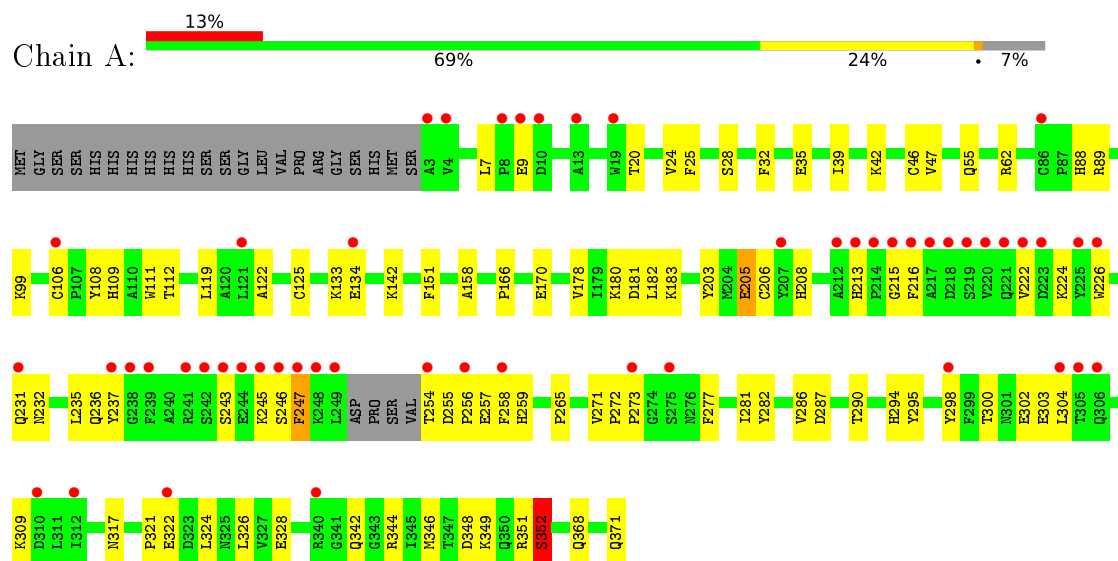 13%
Chain A:
69% 24% • 7%
MET GLY SER SER HIS HIS HIS HIS HIS HIS SER SER GLY LEU VAL PRO ARG GLY SER HIS MET SER A3 V4 L7 P8 E9 D10 A13 W19 T20 V24 F25 S28 F32 E35 I39 K42 C46 V47 Q55 R62 C86 P87 H88 R89
K99 C106 P107 Y108 H109 A110 W111 T112 L119 A120 L121 A122 C125 K133 E134 K142 F151 A158 P166 E170 V178 I179 K180 D181 L182 K183 Y203 M204 E205 C206 Y207 H208 A212 H213 P214 G215 F216 A217 D218 S219 V220 Q221 V222 D223 K224 Y225 W226
Q231 N232 L235 Q236 Y237 G238 F239 A240 R241 S242 S243 E244 K245 S246 F247 K248 L249 ASP PRO SER VAL T254 D255 P256 E257 F258 H259 P265 V271 P272 P273 G274 S275 N276 F277 I281 Y282 V286 D287 T290 H294 Y295 Y298 F299 T300 N301 E302 E303 L304 T305 Q306
K309 D310 L311 I312 N317 P321 E322 D323 L324 N325 L326 V327 E328 R340 G341 Q342 G343 R344 I345 M346 T347 D348 K349 Q350 R351 S352 Q368 Q371